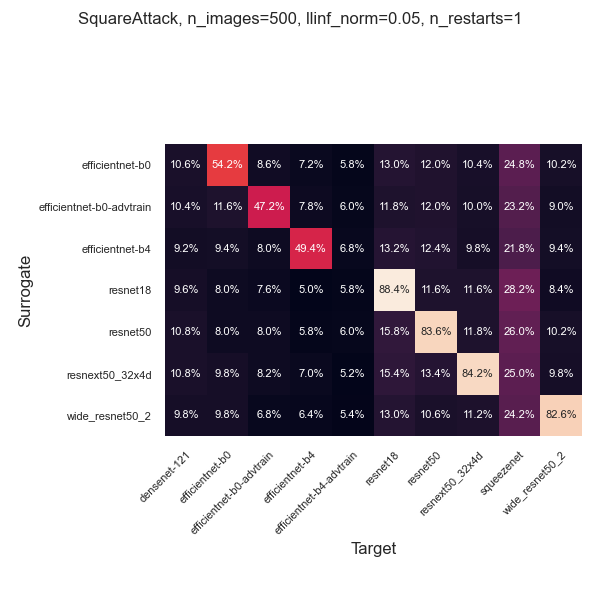 SquareAttack, n_images=500, llinf_norm=0.05, n_restarts=1
efficientnet-b0 10.6% 54.2% 8.6% 7.2% 5.8% 13.0% 12.0% 10.4% 24.8% 10.2%
efficientnet-b0-advtrain 10.4% 11.6% 47.2% 7.8% 6.0% 11.8% 12.0% 10.0% 23.2% 9.0%
efficientnet-b4 9.2% 9.4% 8.0% 49.4% 6.8% 13.2% 12.4% 9.8% 21.8% 9.4%
resnet18 9.6% 8.0% 7.6% 5.0% 5.8% 88.4% 11.6% 11.6% 28.2% 8.4%
resnet50 10.8% 8.0% 8.0% 5.8% 6.0% 15.8% 83.6% 11.8% 26.0% 10.2%
resnext50_32x4d 10.8% 9.8% 8.2% 7.0% 5.2% 15.4% 13.4% 84.2% 25.0% 9.8%
wide_resnet50_2 9.8% 9.8% 6.8% 6.4% 5.4% 13.0% 10.6% 11.2% 24.2% 82.6%
Surrogate
densenet-121
efficientnet-b0
efficientnet-b0-advtrain
efficientnet-b4
efficientnet-b4-advtrain
resnet18
resnet50
resnext50_32x4d
squeezenet
wide_resnet50_2
Target